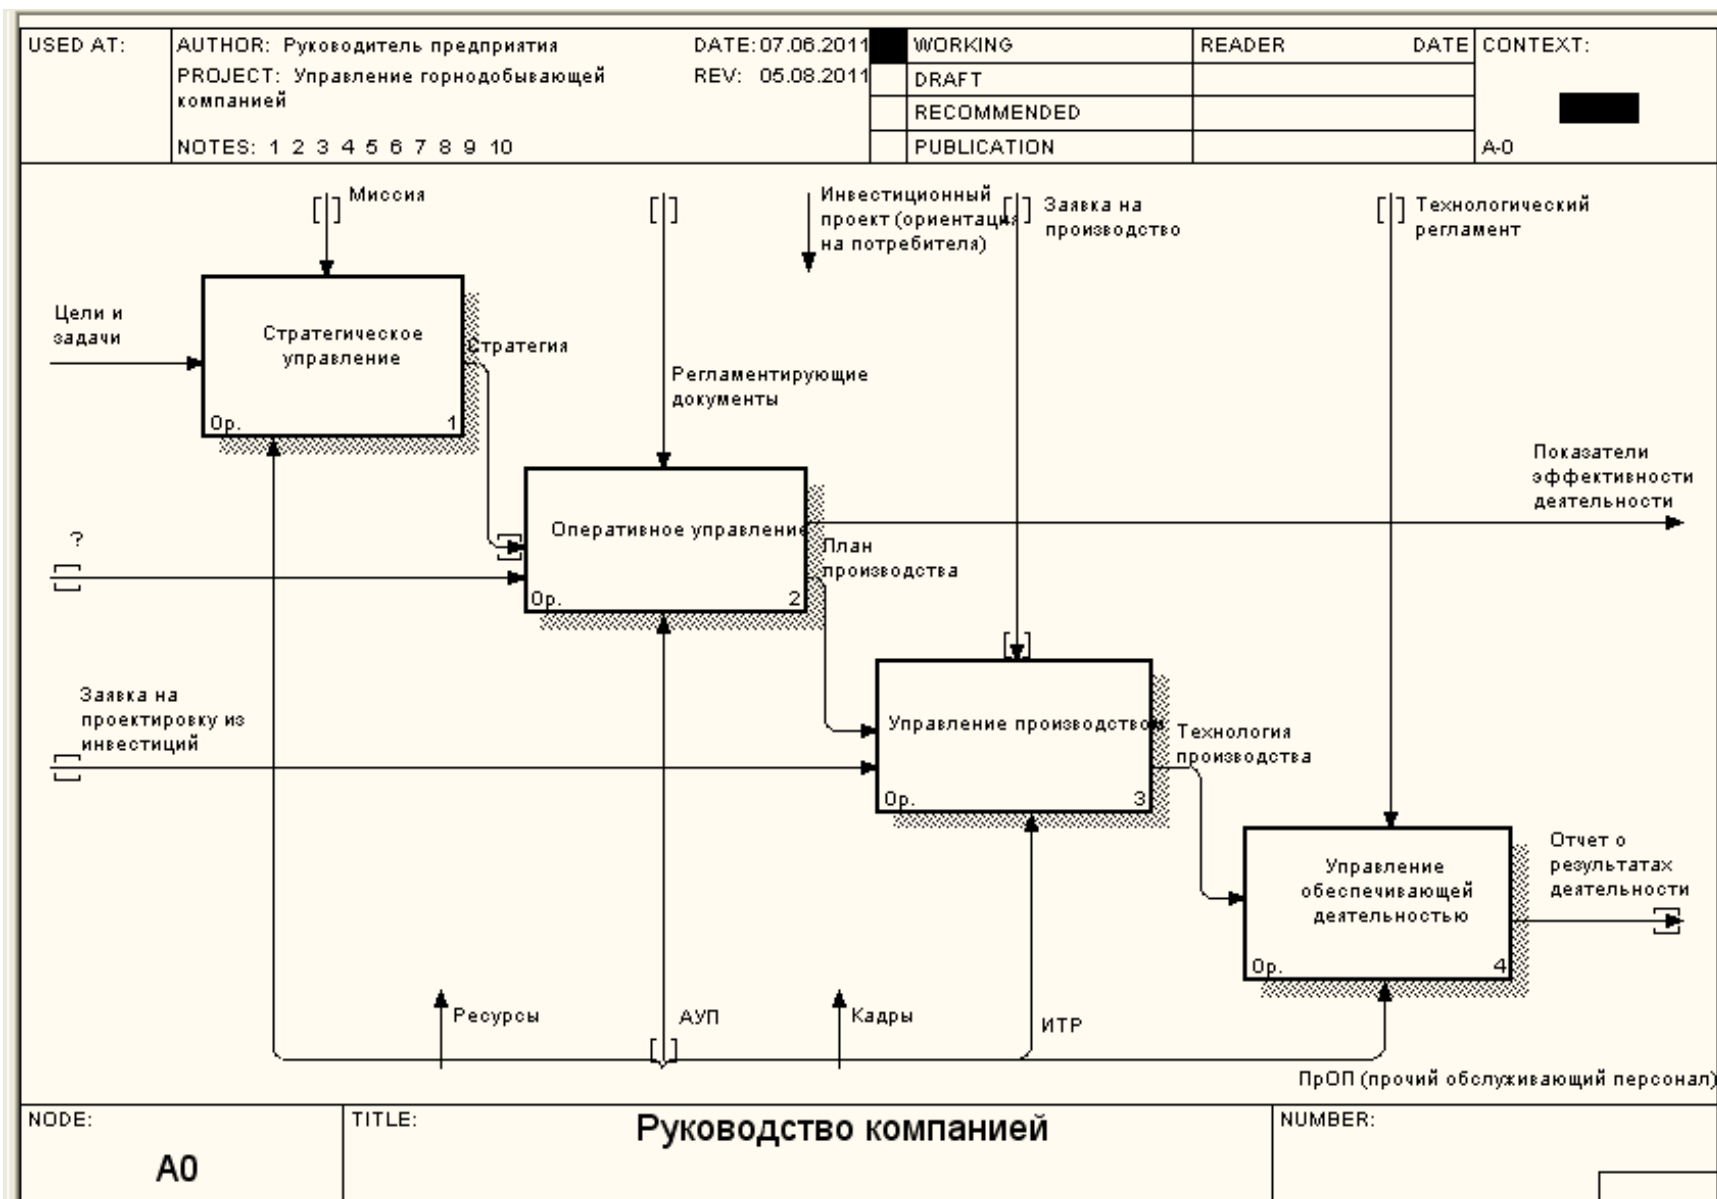 USED AT:
AUTHOR: Руководитель предприятия
DATE: 07.06.2011
WORKING
READER
DATE
CONTEXT:
PROJECT: Управление горнодобывающей
REV: 05.08.2011
компанией
DRAFT
RECOMMENDED
NOTES: 1 2 3 4 5 6 7 8 9 10
PUBLICATION
A-0
Миссия
Инвестиционный
проект (ориентация
на потребителя)
Заявка на
производство
Технологический
регламент
Цели и
задачи
Стратегическое
управление
0р.
1
Стратегия
Регламентирующие
документы
Показатели
эффективности
деятельности
?
Оперативное управление
0р.
2
План
производства
Заявка на
проектировку из
инвестиций
Управление производством
0р.
3
Технология
производства
Управление
обеспечивающей
деятельностью
0р.
4
Отчет о
результатах
деятельности
Ресурсы
АУП
Кадры
ИТР
ПрОП (прочий обслуживающий персонал)
NODE:
A0
TITLE:
Руководство компанией
NUMBER: